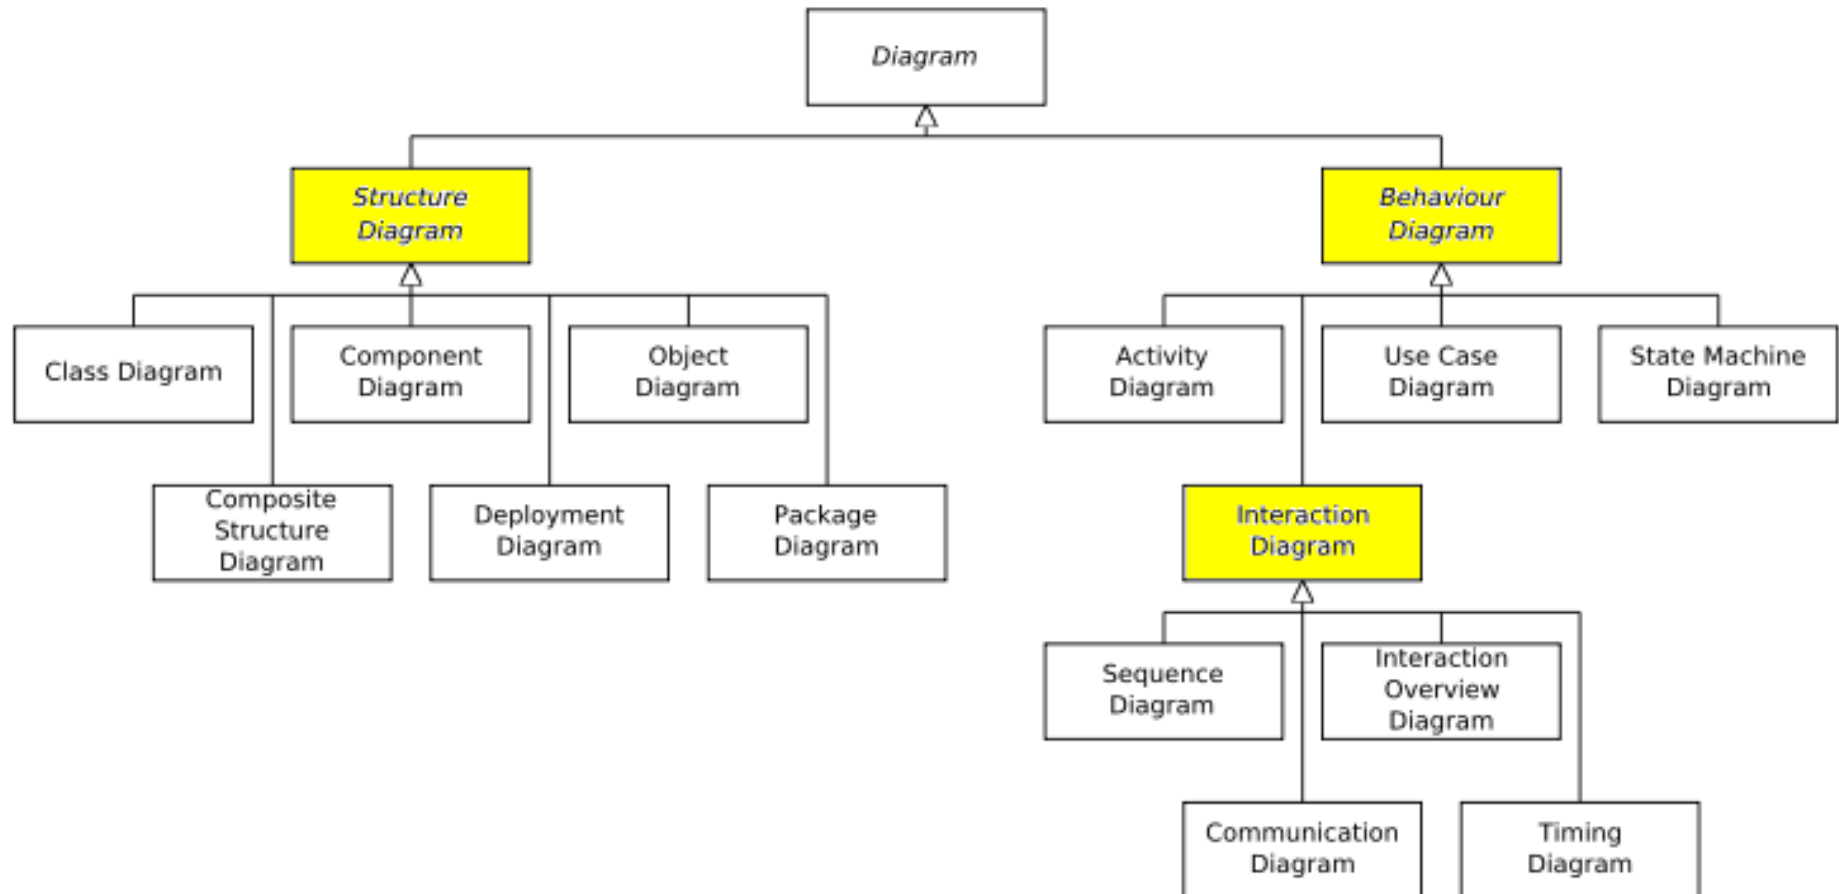 Diagram
Structure
Diagram
Behaviour
Diagram
Class Diagram
Component
Diagram
Object
Diagram
Activity
Diagram
Use Case
Diagram
State Machine
Diagram
Composite
Structure
Diagram
Deployment
Diagram
Package
Diagram
Interaction
Diagram
Sequence
Diagram
Interaction
Overview
Diagram
Communication
Diagram
Timing
Diagram